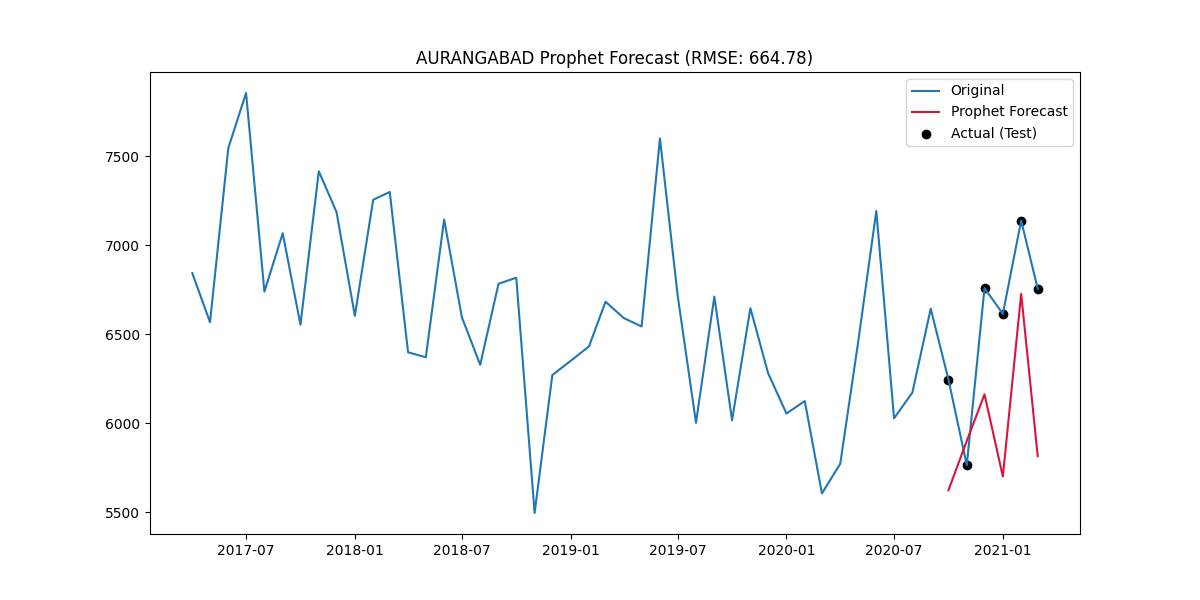 AURANGABAD Prophet Forecast (RMSE: 664.78)
Original
Prophet Forecast
Actual (Test)
7500
7000
6500
6000
5500
2017-07 2018-01 2018-07 2019-01 2019-07 2020-01 2020-07 2021-01